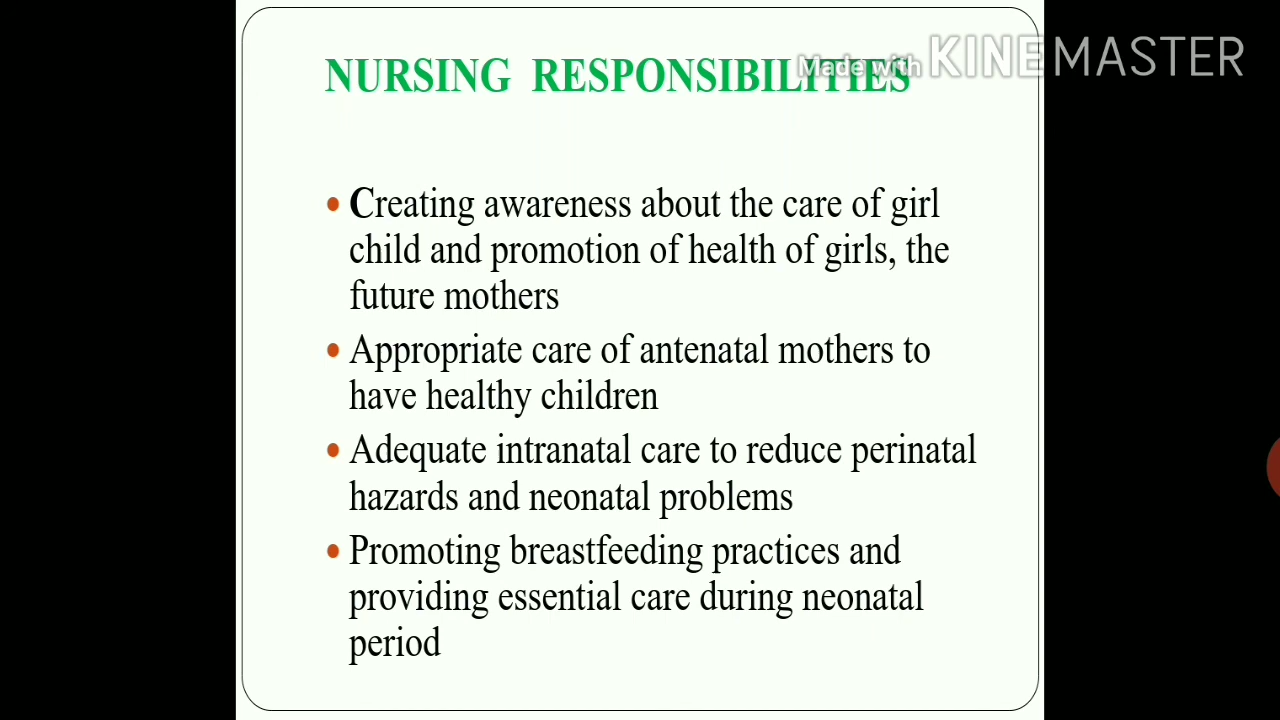 NURSING RESPONSIBILITIES
Made with KINEMASTER
• Creating awareness about the care of girl
child and promotion of health of girls, the
future mothers
• Appropriate care of antenatal mothers to
have healthy children
• Adequate intranatal care to reduce perinatal
hazards and neonatal problems
• Promoting breastfeeding practices and
providing essential care during neonatal
period